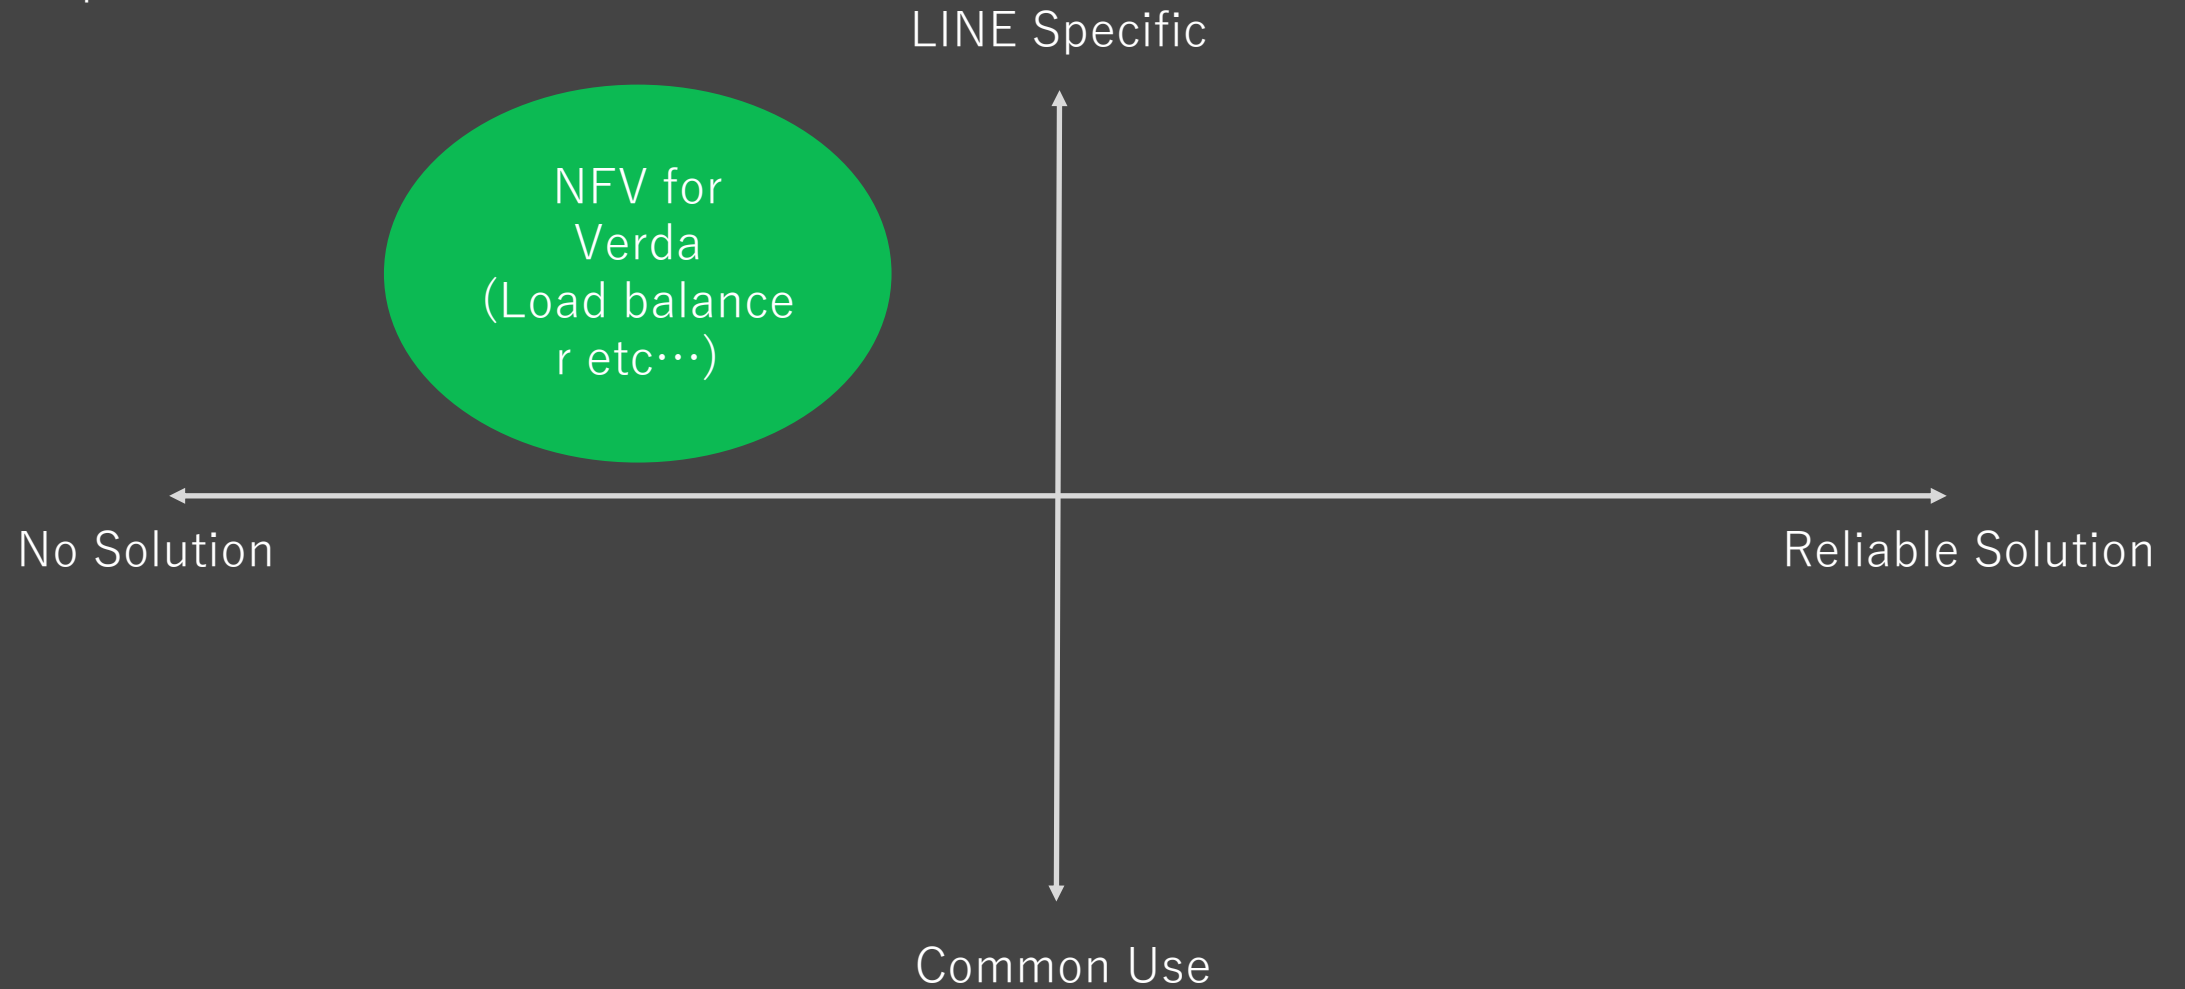 LINE Specific
NFV for
Verda
(Load balance
r etc⋯)
No Solution
Reliable Solution
Common Use